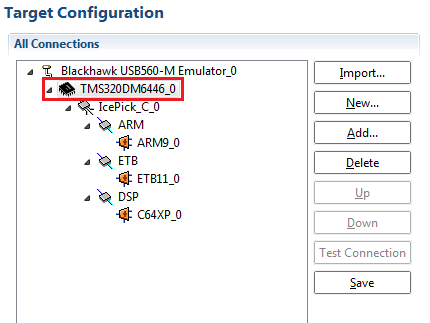 Target Configuration
All Connections
Blackhawk USB560-M Emulator_0
TMS320DM6446_0
IcePick_C_0
ARM
ARM9_0
ETB
ETB11_0
DSP
C64XP_0
Import...
New...
Add...
Delete
Up
Down
Test Connection
Save